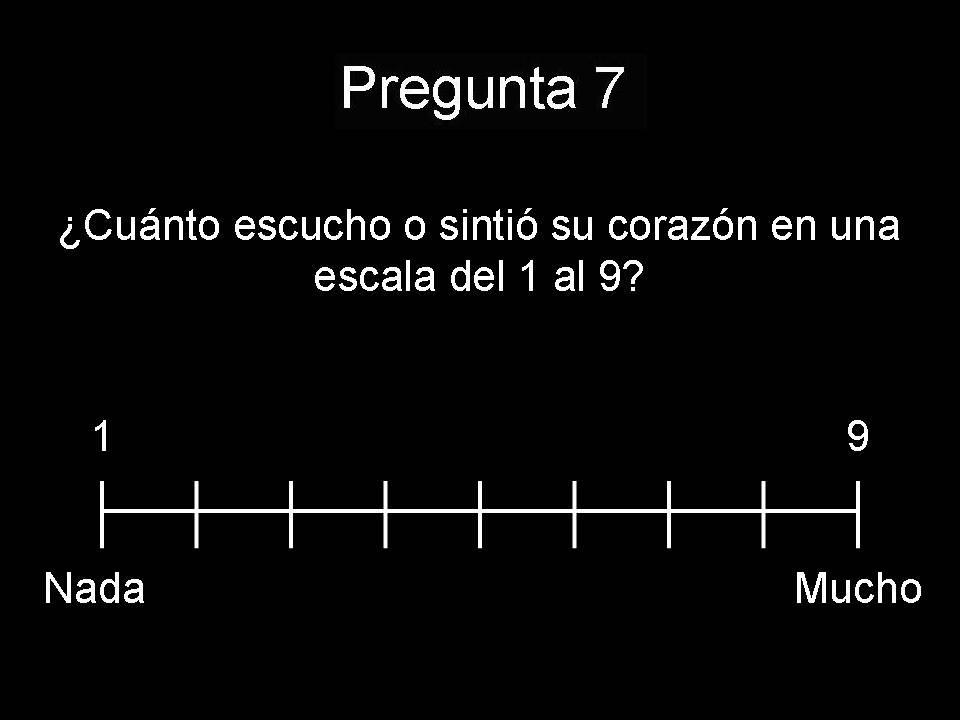 Pregunta 7
¿Cuánto escucho o sintió su corazón en una
escala del 1 al 9?
1 9
Nada Mucho